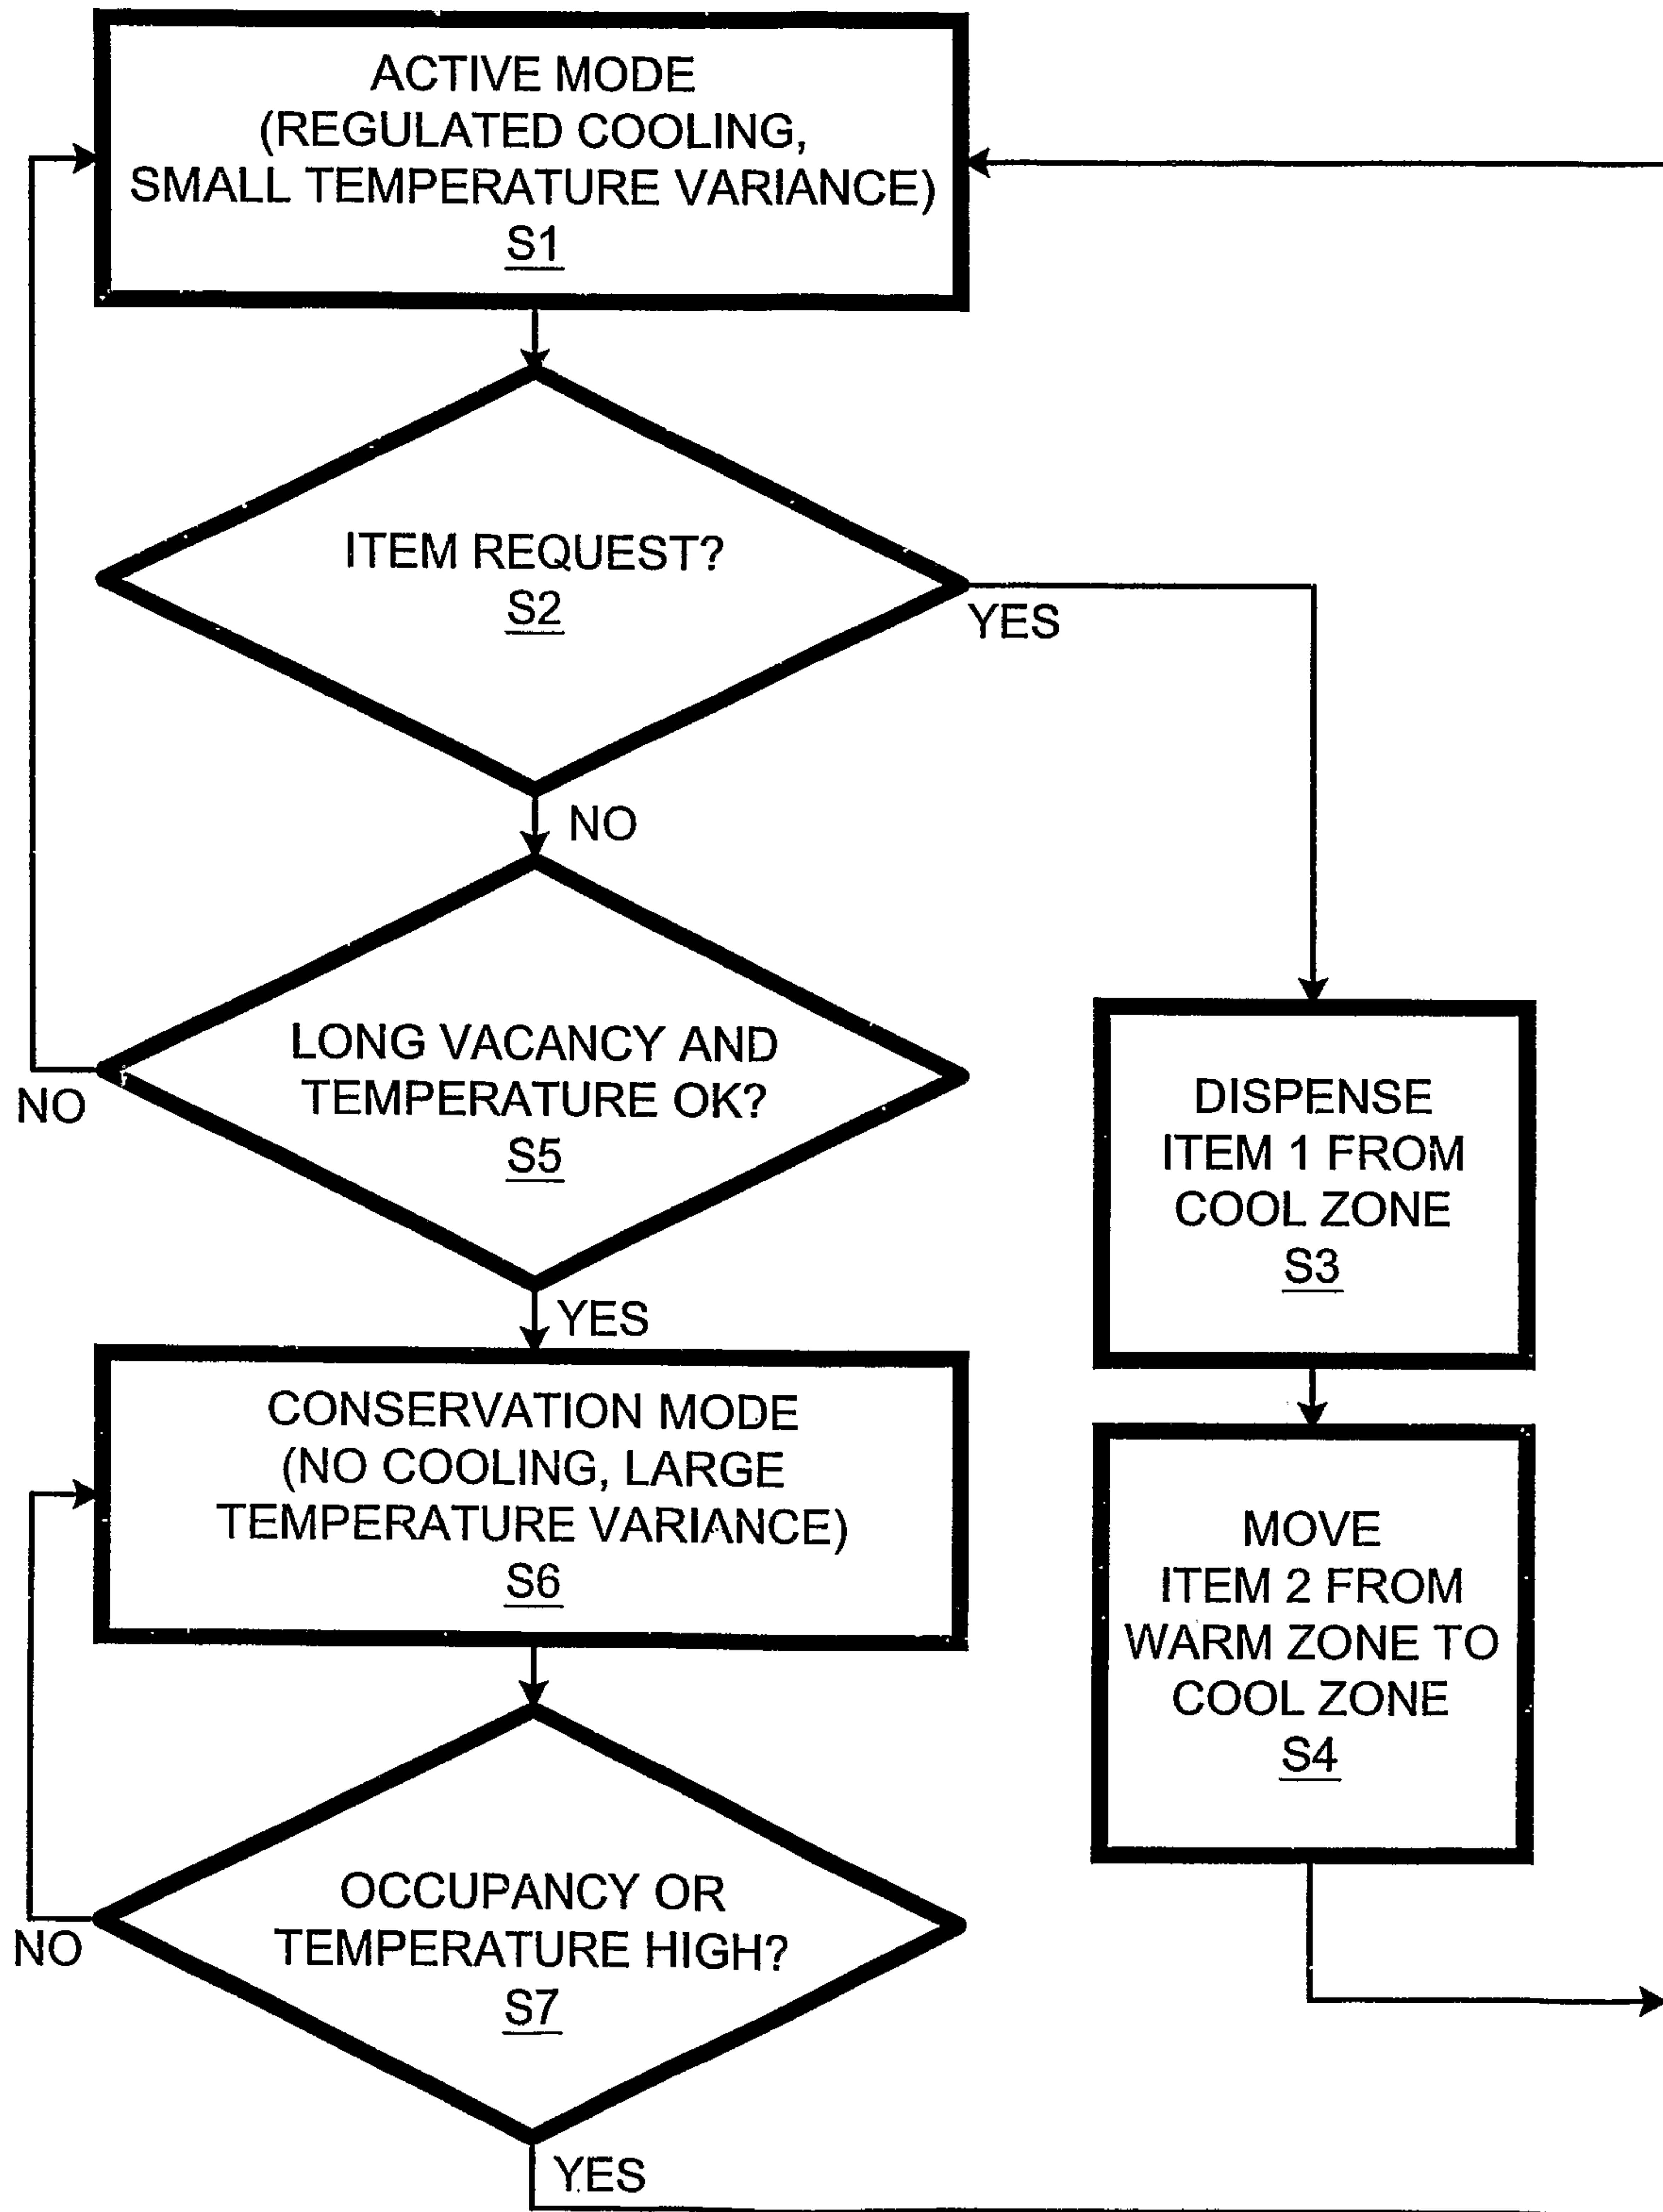 ACTIVE MODE
(REGULATED COOLING,
SMALL TEMPERATURE VARIANCE)
S1
ITEM REQUEST?
S2
YES
NO
LONG VACANCY AND
TEMPERATURE OK?
S5
NO
YES
DISPENSE
ITEM 1 FROM
COOL ZONE
S3
CONSERVATION MODE
(NO COOLING, LARGE
TEMPERATURE VARIANCE)
S6
MOVE
ITEM 2 FROM
WARM ZONE TO
COOL ZONE
S4
OCCUPANCY OR
TEMPERATURE HIGH?
S7
NO
YES